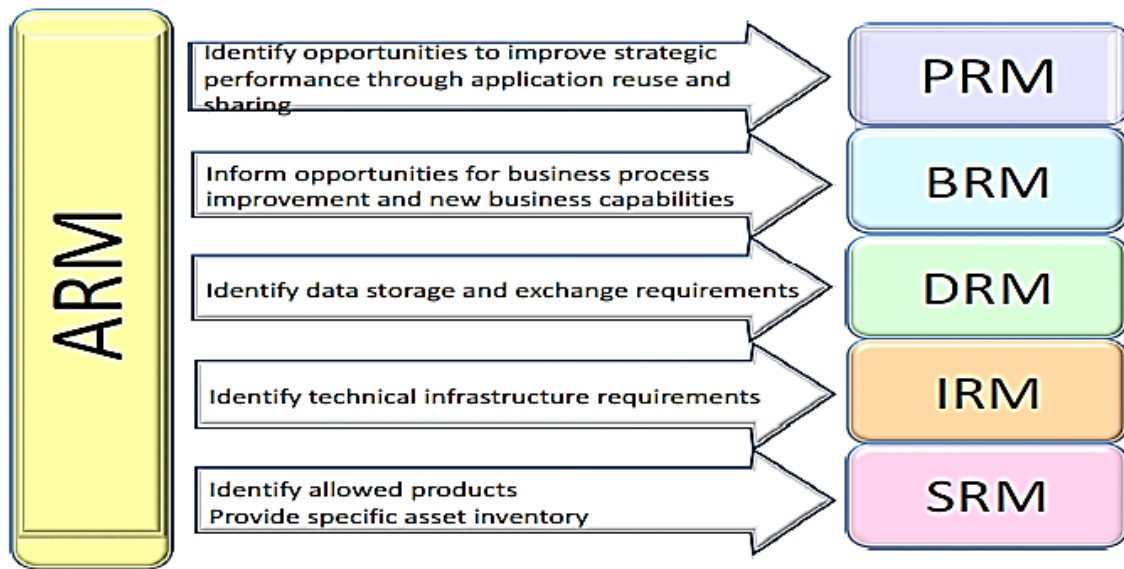 ARM
Identify opportunities to improve strategic
performance through application reuse and
sharing
PRM
Inform opportunities for business process
improvement and new business capabilities
BRM
Identify data storage and exchange requirements
DRM
Identify technical infrastructure requirements
IRM
Identify allowed products
Provide specific asset inventory
SRM